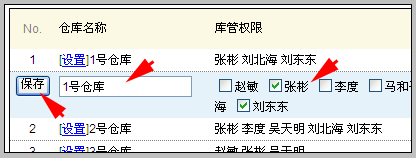 No. 仓库名称 库管权限
1 [设置]1号仓库 张彬 刘北海 刘东东
保存 1号仓库 赵敏 张彬 李度 马和
海 刘东东
2 [设置]2号仓库 张彬 李度 吴天明 刘北海 刘东东